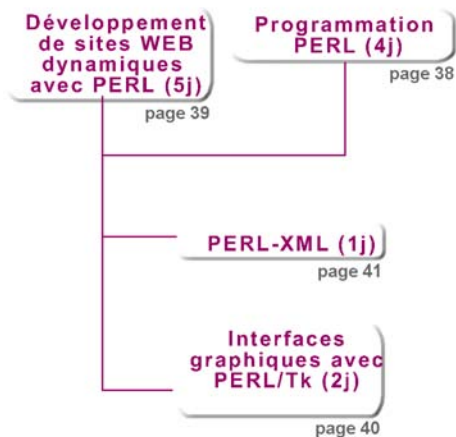 Développement
de sites WEB
dynamiques
avec PERL (5j)
page 39
Programmation
PERL (4j)
page 38
PERL-XML (1j)
page 41
Interfaces
graphiques avec
PERL/Tk (2j)
page 40